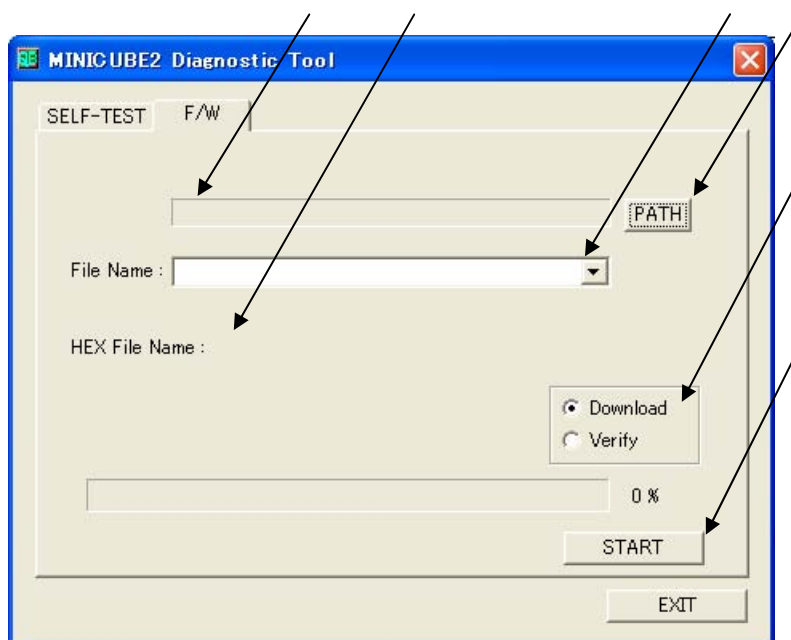 MINICUBE2 Diagnostic Tool
SELF-TEST F/W
PATH
File Name :
HEX File Name :
Download
Verify
0 %
START
EXIT